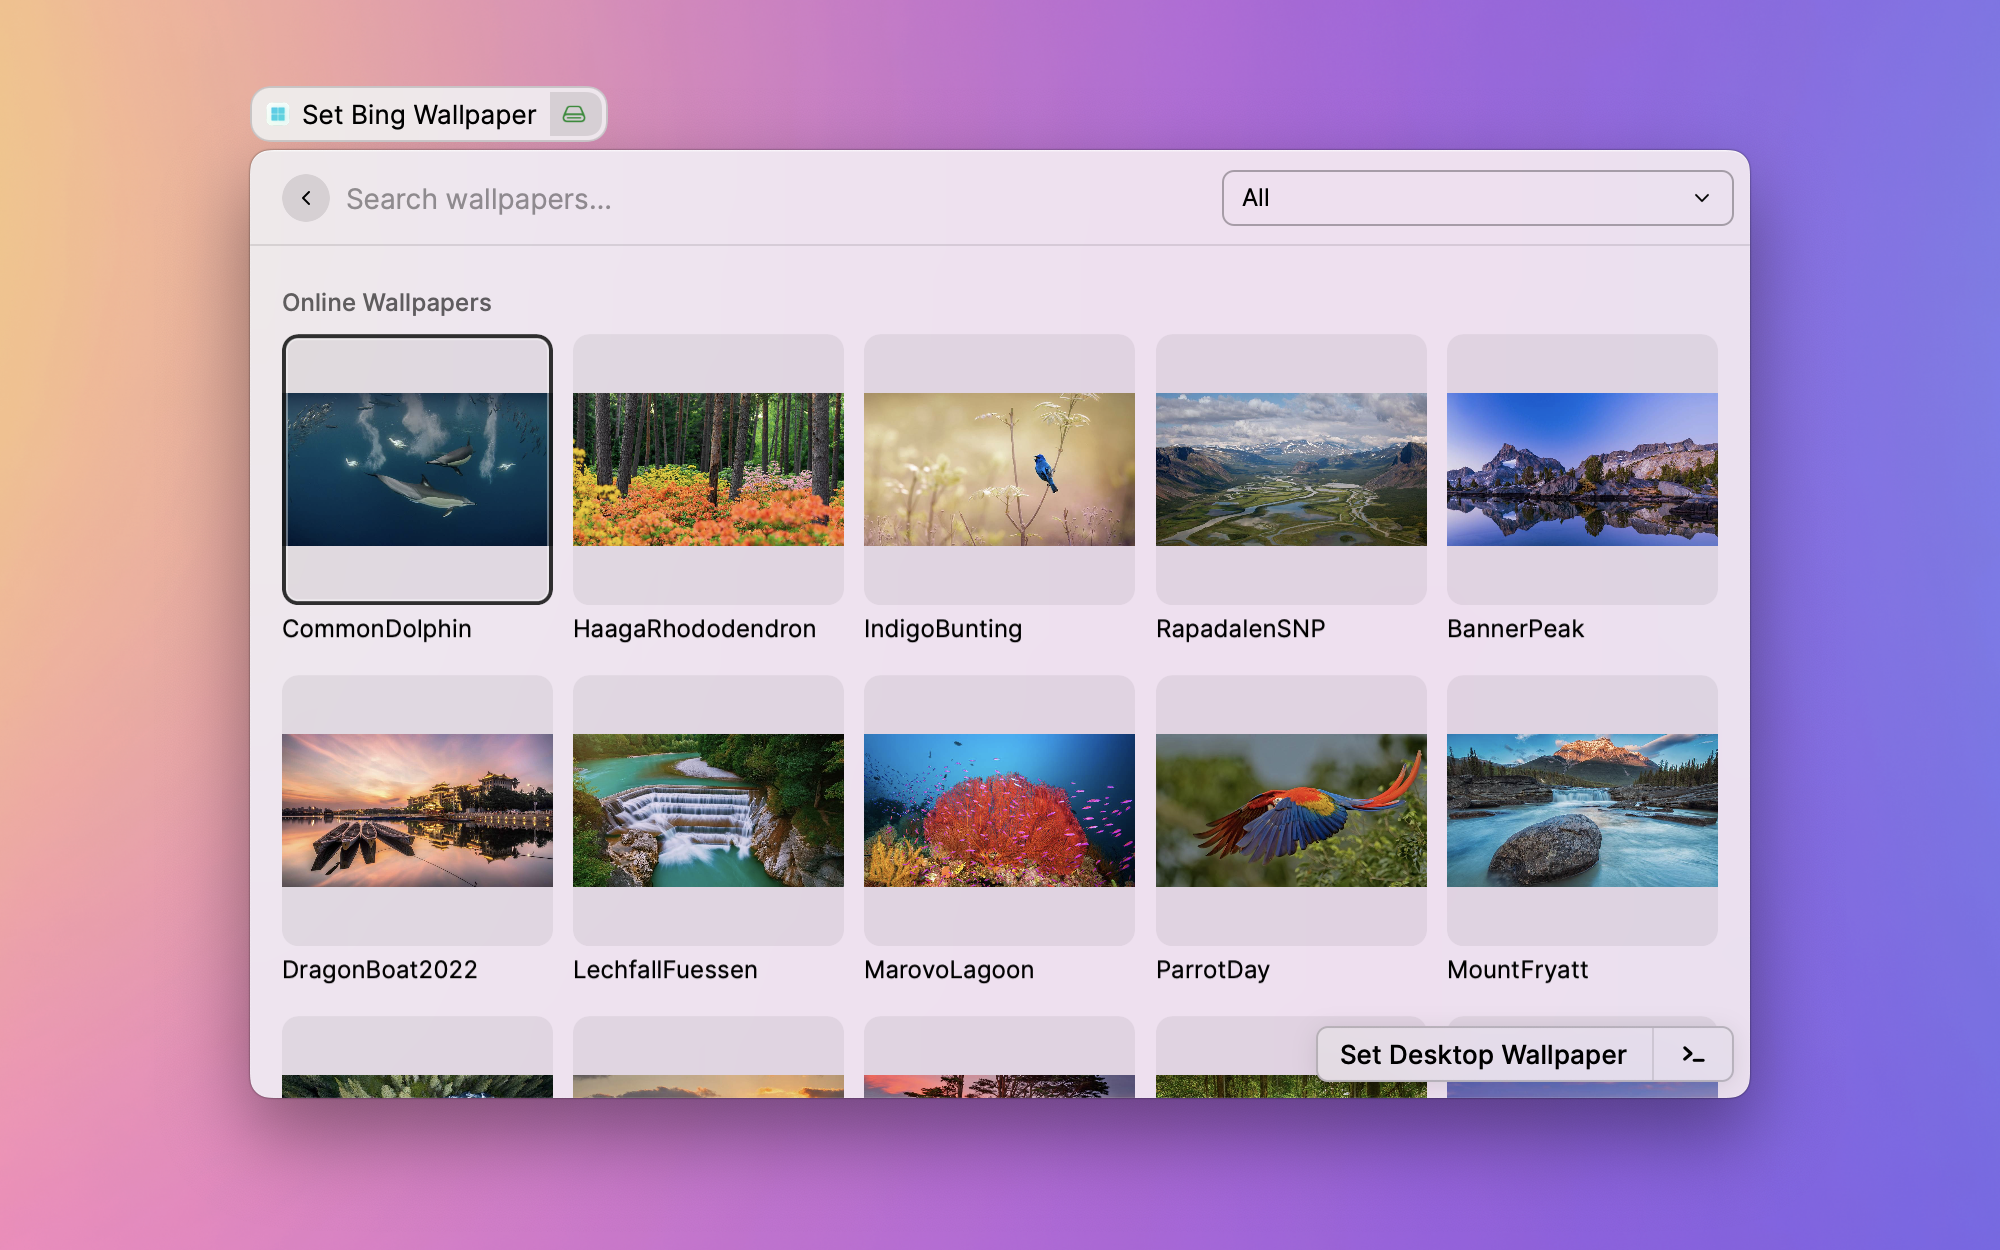 Set Bing Wallpaper
Search wallpapers...
All
Online Wallpapers
CommonDolphin
HaagaRhododendron
IndigoBunting
RapadalenSNP
BannerPeak
DragonBoat2022
LechfallFuessen
MarovoLagoon
ParrotDay
MountFryatt
Set Desktop Wallpaper